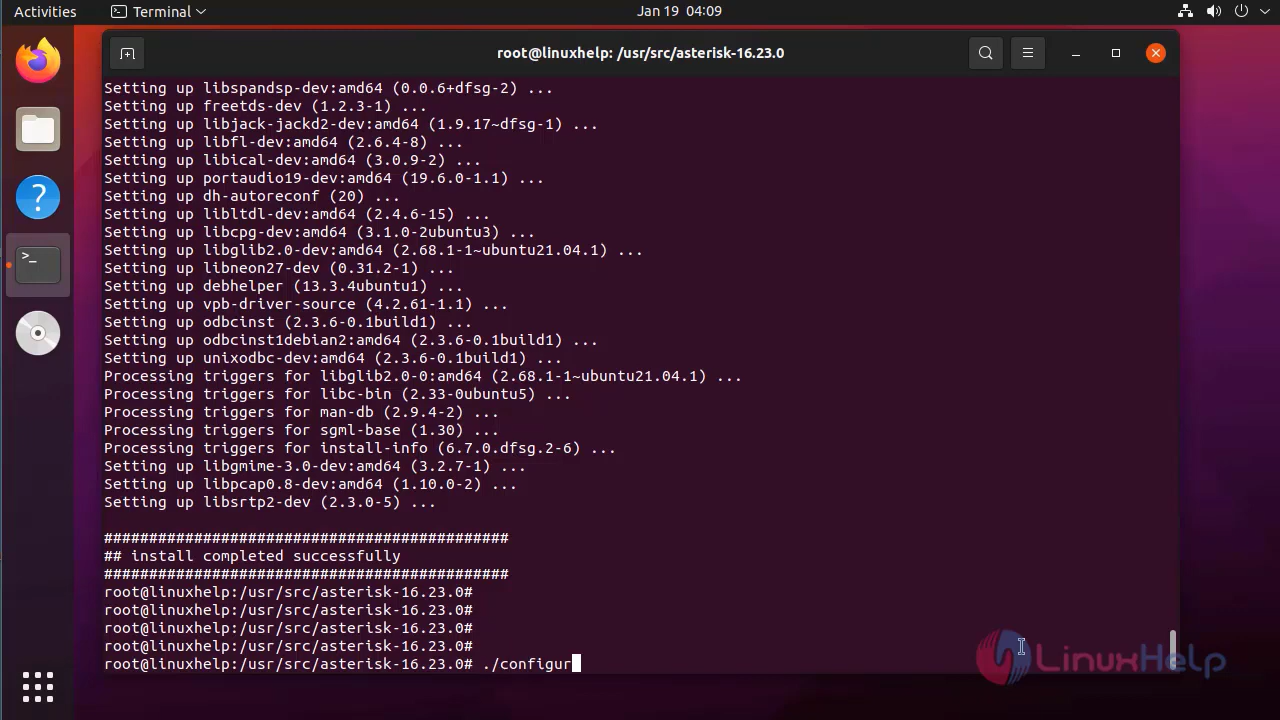 Activities
Terminal
Jan 19 04:09
root@linuxhelp: /usr/src/asterisk-16.23.0
Setting up libspandsp-dev:amd64 (0.0.6+dfsg-2) ...
Setting up freetds-dev (1.2.3-1) ...
Setting up libjack-jackd2-dev:amd64 (1.9.17~dfsg-1) ...
Setting up libfl-dev:amd64 (2.6.4-8) ...
Setting up libical-dev:amd64 (3.0.9-2) ...
Setting up portaudio19-dev:amd64 (19.6.0-1.1) ...
Setting up dh-autoreconf (20) ...
Setting up libltdl-dev:amd64 (2.4.6-15) ...
Setting up libcpg-dev:amd64 (3.1.0-2ubuntu3) ...
Setting up libglib2.0-dev:amd64 (2.68.1-1~ubuntu21.04.1) ...
Setting up libneon27-dev (0.31.2-1) ...
Setting up debhelper (13.3.4ubuntu1) ...
Setting up vpb-driver-source (4.2.61-1.1) ...
Setting up odbcinst (2.3.6-0.1build1) ...
Setting up odbcinst1debian2:amd64 (2.3.6-0.1build1) ...
Setting up unixodbc-dev:amd64 (2.3.6-0.1build1) ...
Processing triggers for libglib2.0-0:amd64 (2.68.1-1~ubuntu21.04.1) ...
Processing triggers for libc-bin (2.33-0ubuntu5) ...
Processing triggers for man-db (2.9.4-2) ...
Processing triggers for sgml-base (1.30) ...
Processing triggers for install-info (6.7.0.dfsg.2-6) ...
Setting up libgmime-3.0-dev:amd64 (3.2.7-1) ...
Setting up libpcap0.8-dev:amd64 (1.10.0-2) ...
Setting up libsrtp2-dev (2.3.0-5) ...
#############################################
## install completed successfully
#############################################
root@linuxhelp:/usr/src/asterisk-16.23.0#
root@linuxhelp:/usr/src/asterisk-16.23.0#
root@linuxhelp:/usr/src/asterisk-16.23.0#
root@linuxhelp:/usr/src/asterisk-16.23.0#
root@linuxhelp:/usr/src/asterisk-16.23.0# ./configur
LinuxHelp